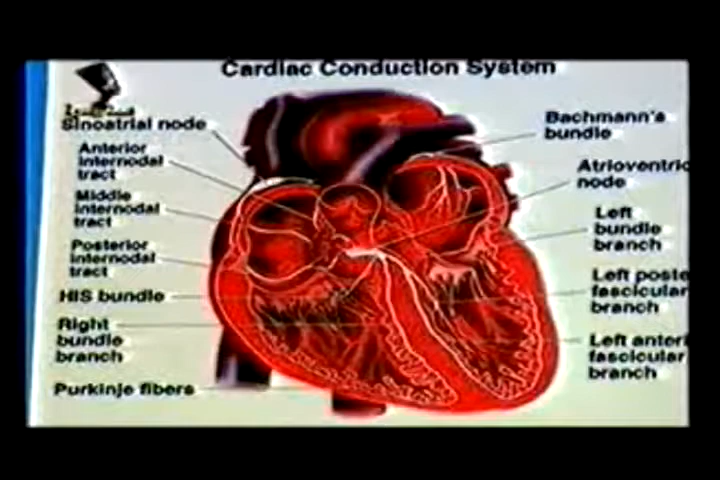 Cardiac Conduction System
Sinoatrial node
Anterior
internodal
tract
Middle
internodal
tract
Posterior
internodal
tract
HIS bundle
Right
bundle
branch
Purkinje fibers
Bachmann's
bundle
Atrioventric
node
Left
bundle
branch
Left poste
fascicular
branch
Left anteri
fascicular
branch